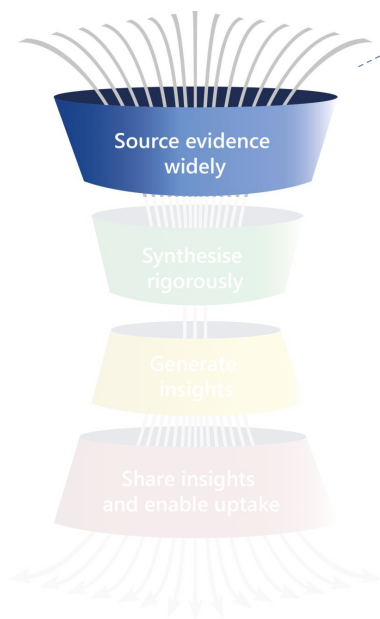 Source evidence
widely
Synthesise
rigorously
Generate
insights
Share insights
and enable uptake